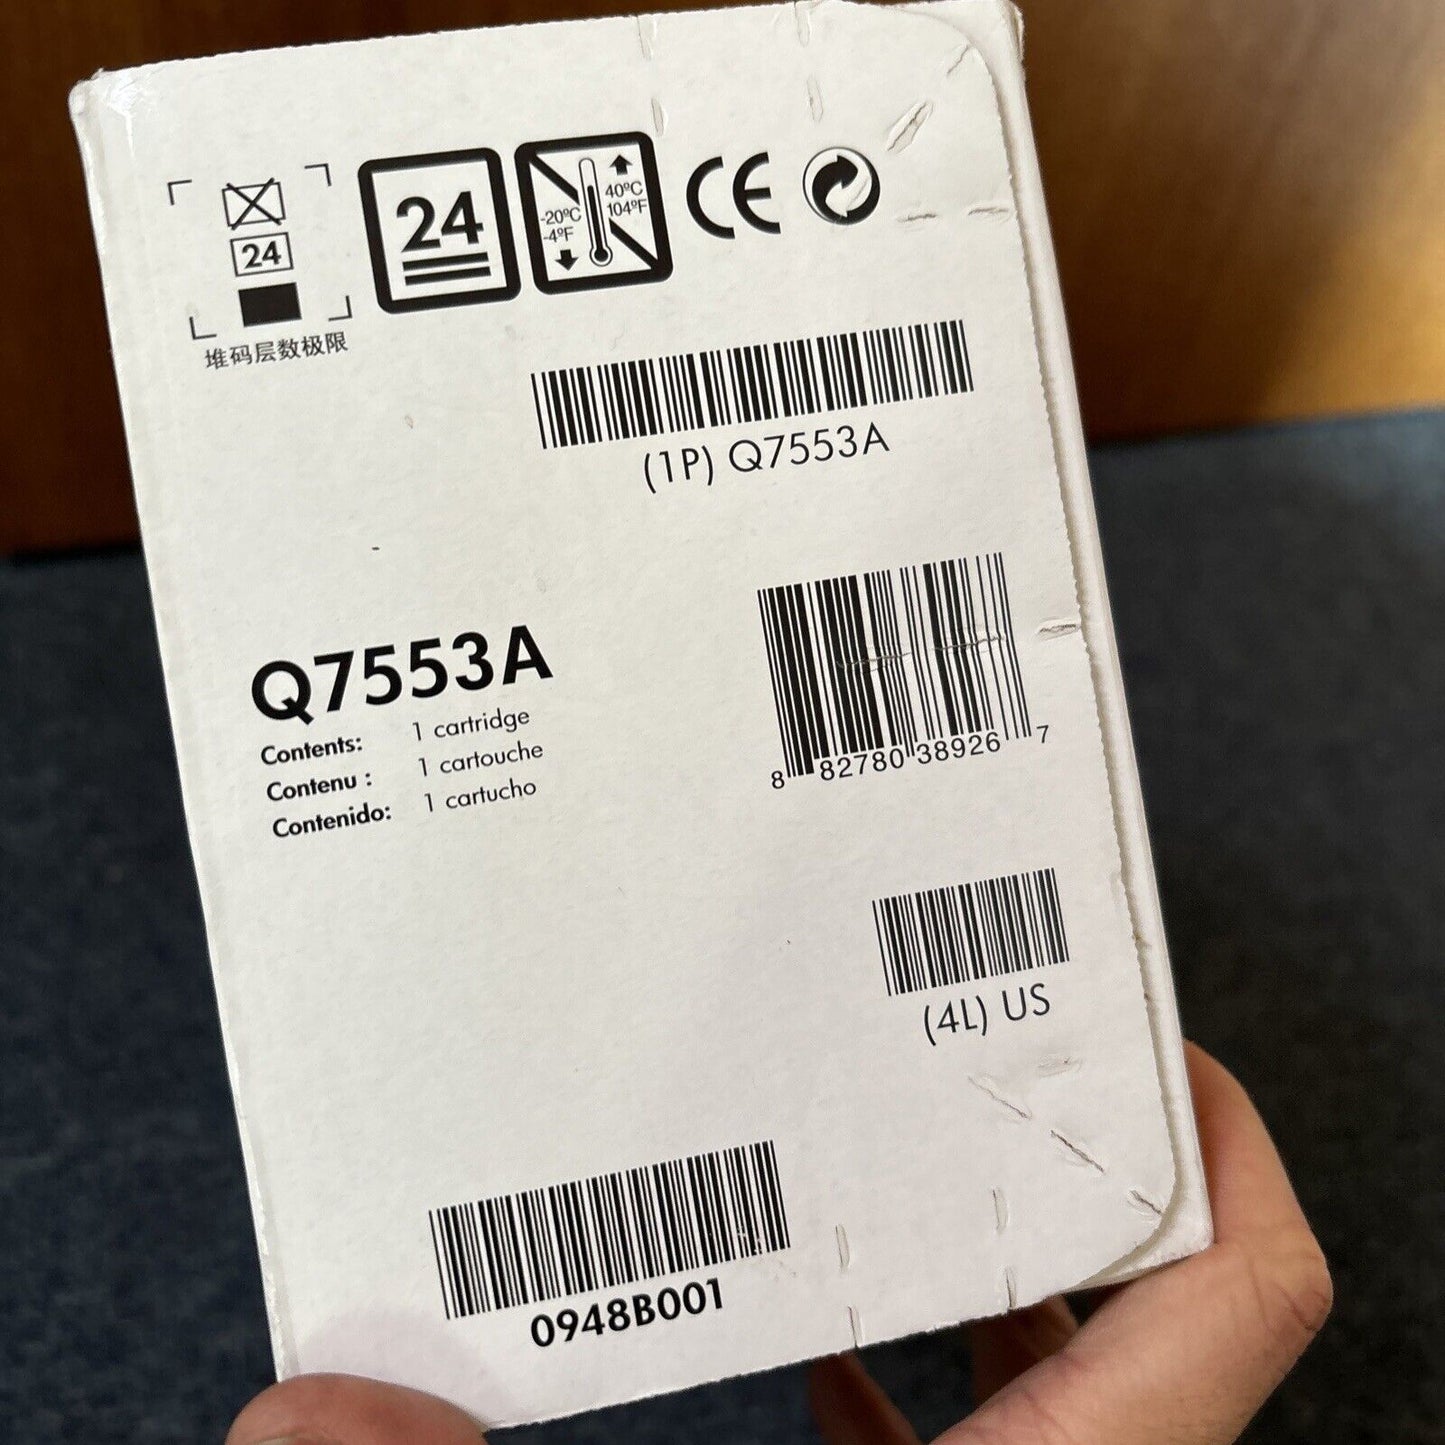 24
堆码层数极限
24
-20ºC
-4ºF
40ºC
104ºF
CE
(1P) Q7553A
Q7553A
Contents: 1 cartridge
Contenu : 1 cartouche
Contenido: 1 cartucho
8 82780 38926 7
(4L) US
0948B001